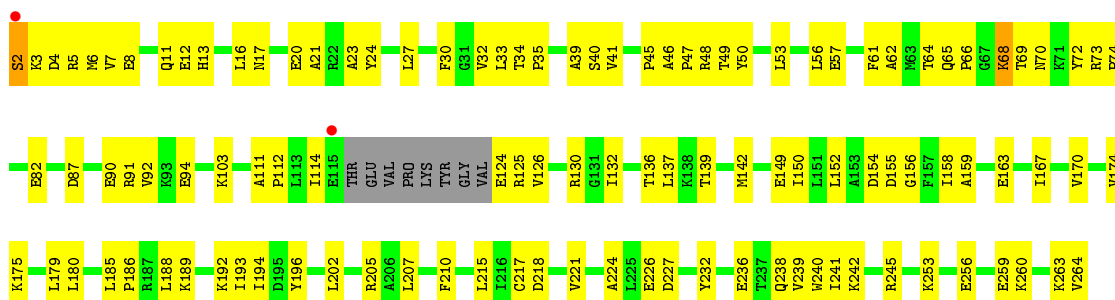 S2 K3 D4 R5 M6 V7 B8 Q11 E12 H13 L16 N17 E20 A21 R22 A23 Y24 L27 F30 G31 V32 L33 T34 P35 A39 S40 V41 P45 A46 P47 R48 T49 Y50 L53 L56 E57 F61 A62 M63 T64 Q65 P66 G67 K68 T69 N70 K71 Y72 R73
E82 D87 E90 R91 V92 K93 E94 K103 A111 P112 L113 I114 E115 THR GLU VAL PRO LYS TYR GLY VAL E124 R125 V126 R130 G131 I132 T136 L137 K138 T139 M142 E149 I150 L151 L152 A153 D154 D155 G156 F157 I158 A159 E163 I167 V170
K175 L179 L180 L185 P186 R187 L188 K189 K192 I193 I194 D195 Y196 L202 R205 A206 L207 F210 L215 I216 C217 D218 V221 A224 L225 E226 D227 Y232 E236 T237 Q238 V239 W240 I241 K242 R245 K253 E256 E259 K260 K263 V264